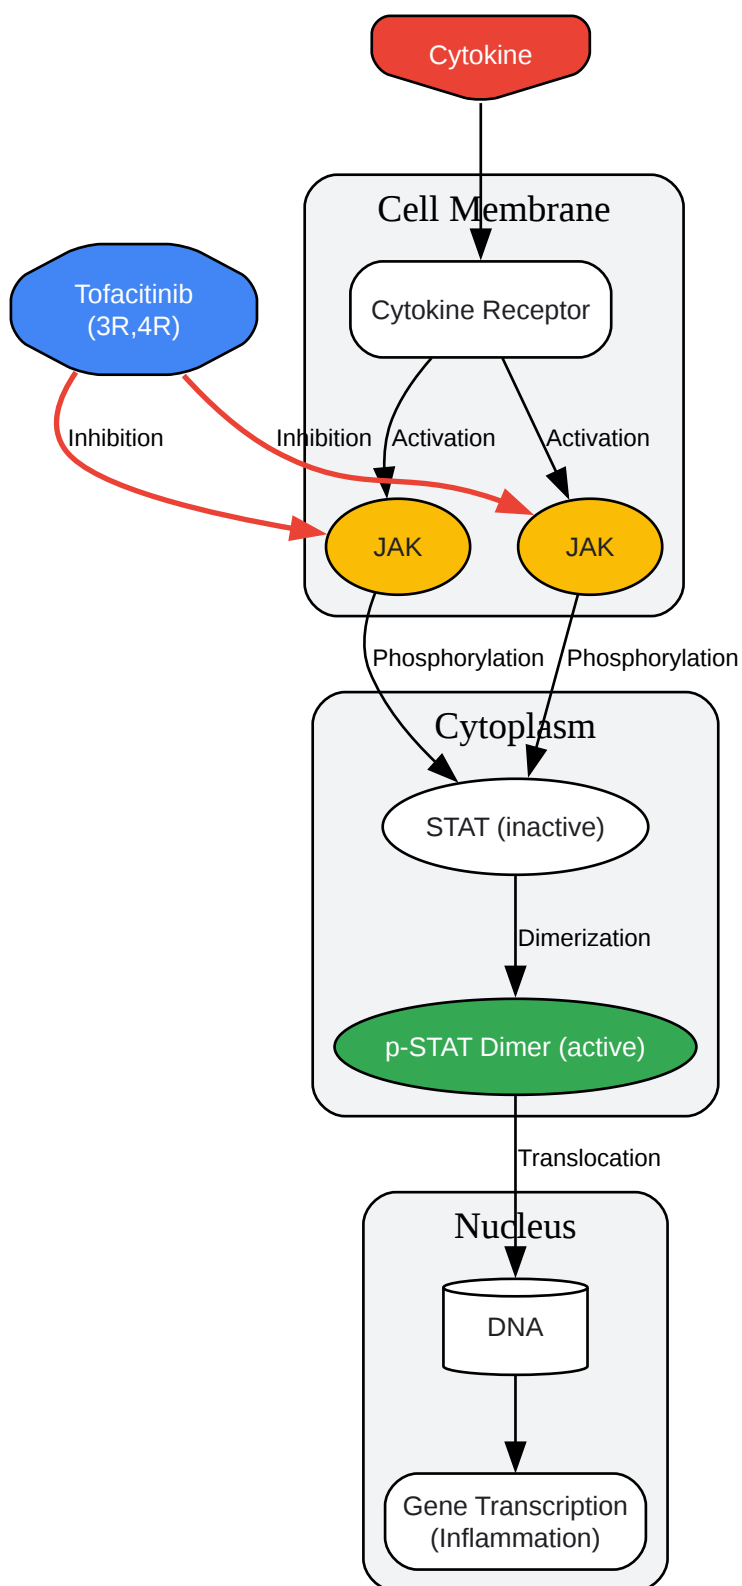 Cytokine
Cell Membrane
Tofacitinib
(3R,4R)
Cytokine Receptor
Inhibition
Inhibition
Activation
Activation
JAK
JAK
Phosphorylation
Phosphorylation
Cytoplasm
STAT (inactive)
Dimerization
p-STAT Dimer (active)
Translocation
Nucleus
DNA
Gene Transcription
(Inflammation)